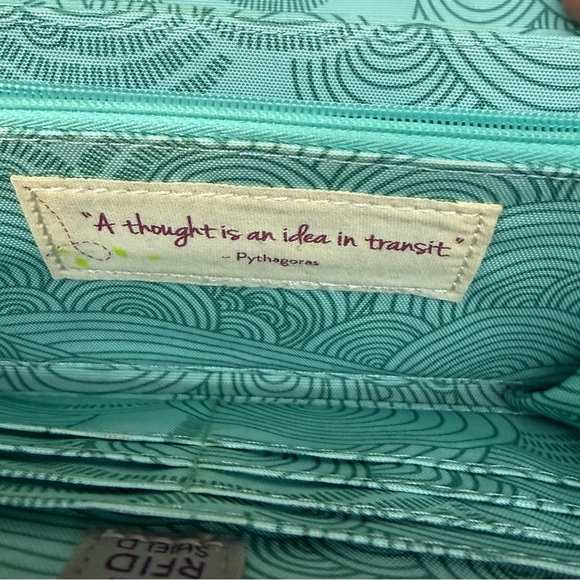 "A thought is an idea in transit."
~ Pythagoras
RFID
SHIELD